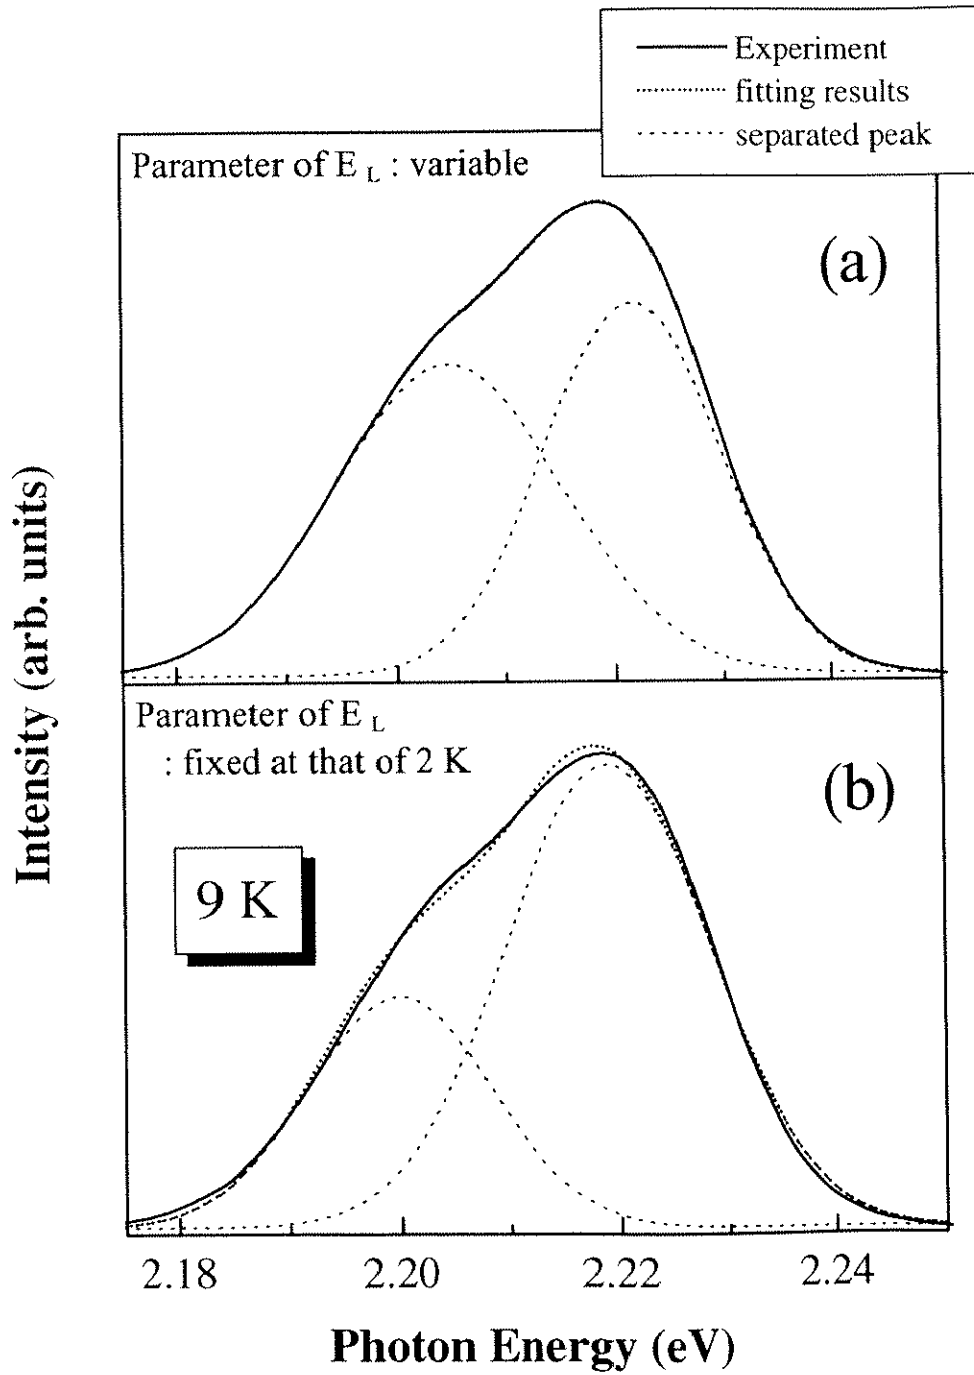 Experiment
fitting results
separated peak
Parameter of E L : variable
(a)
Parameter of E L
: fixed at that of 2 K
(b)
9 K
Intensity (arb. units)
2.18 2.20 2.22 2.24
Photon Energy (eV)